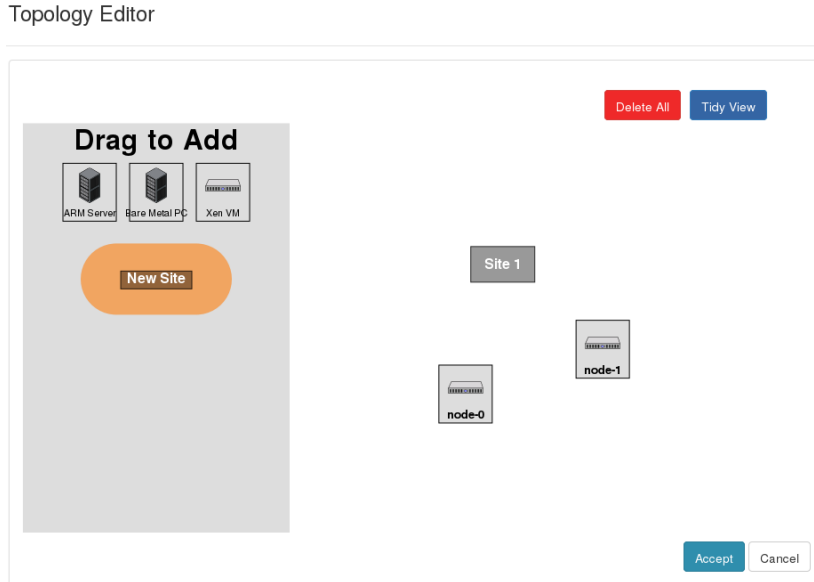 Topology Editor
Delete All
Tidy View
Drag to Add
ARM Server
Bare Metal PC
Xen VM
New Site
Site 1
node-1
node-0
Accept
Cancel